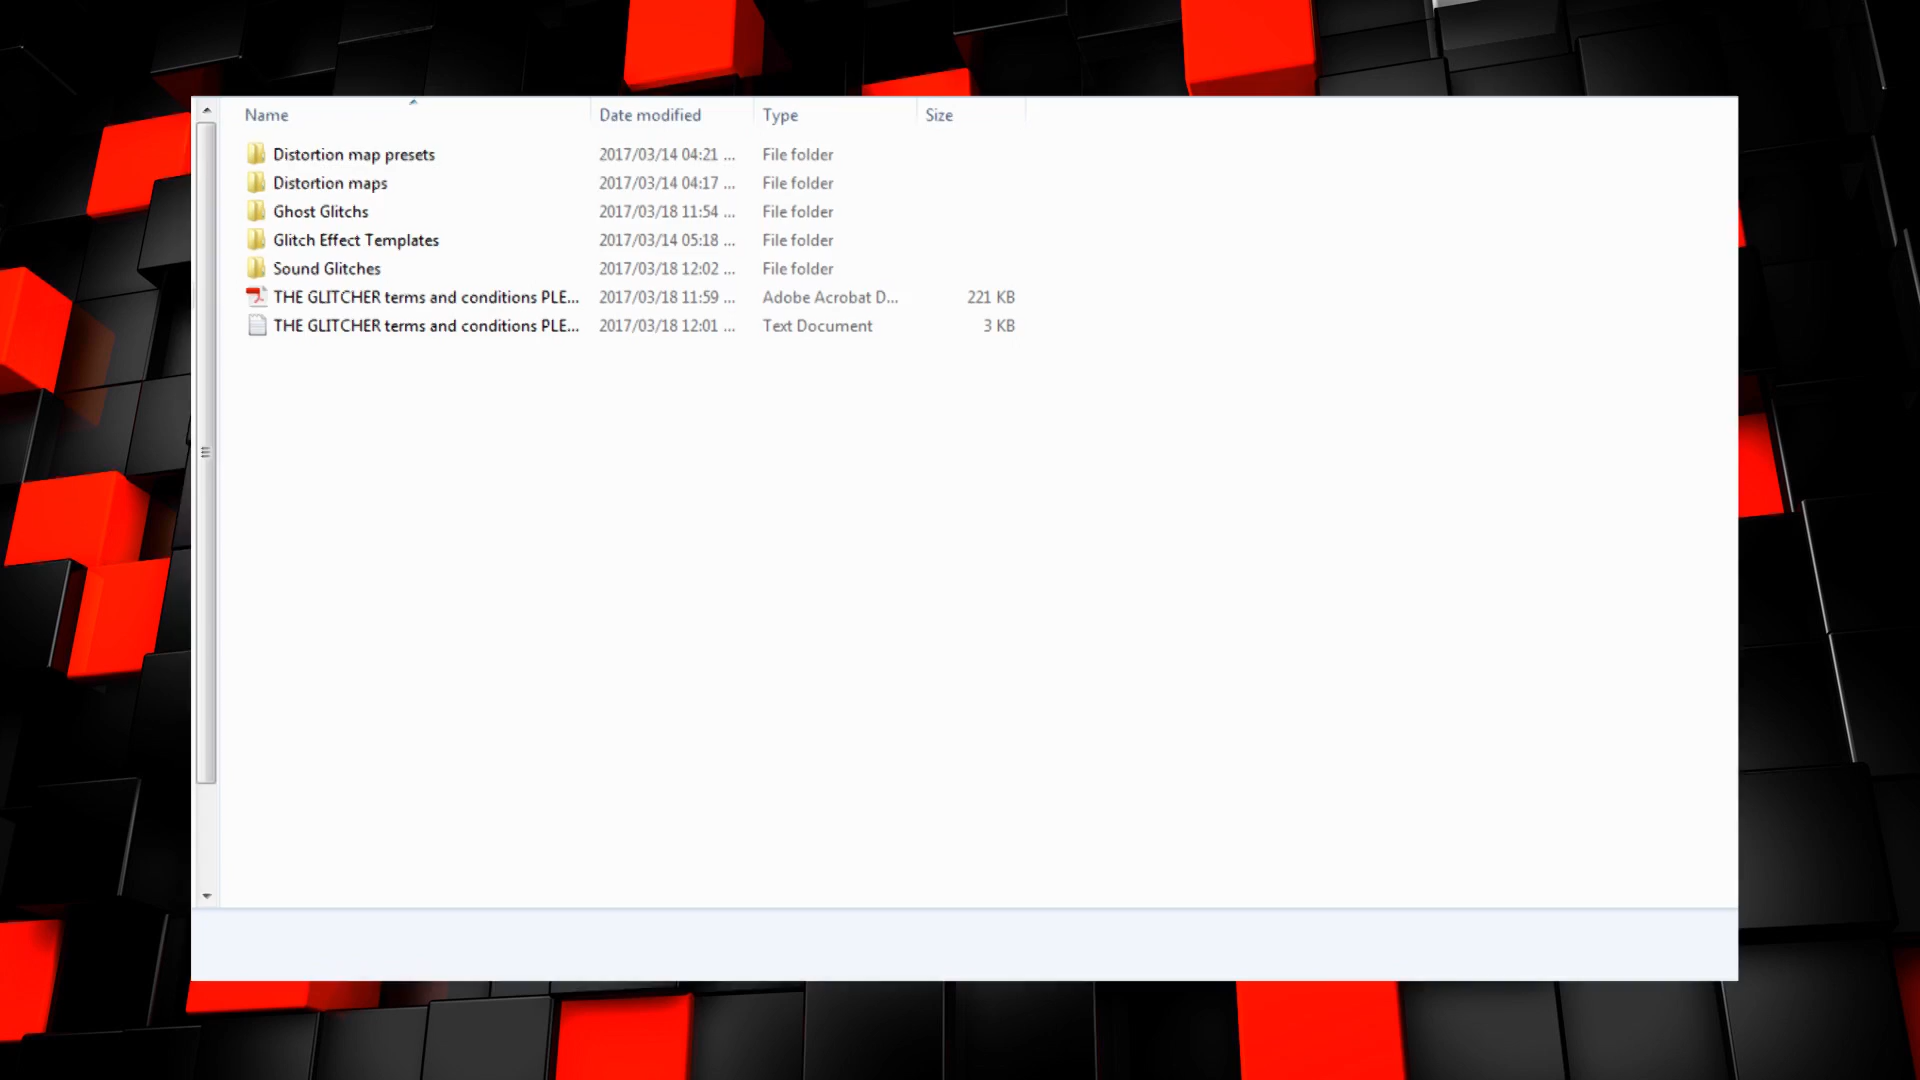 Name Date modified Type Size
Distortion map presets 2017/03/14 04:21 ... File folder
Distortion maps 2017/03/14 04:17 ... File folder
Ghost Glitchs 2017/03/18 11:54 ... File folder
Glitch Effect Templates 2017/03/14 05:18 ... File folder
Sound Glitches 2017/03/18 12:02 ... File folder
THE GLITCHER terms and conditions PLE... 2017/03/18 11:59 ... Adobe Acrobat D... 221 KB
THE GLITCHER terms and conditions PLE... 2017/03/18 12:01 ... Text Document 3 KB